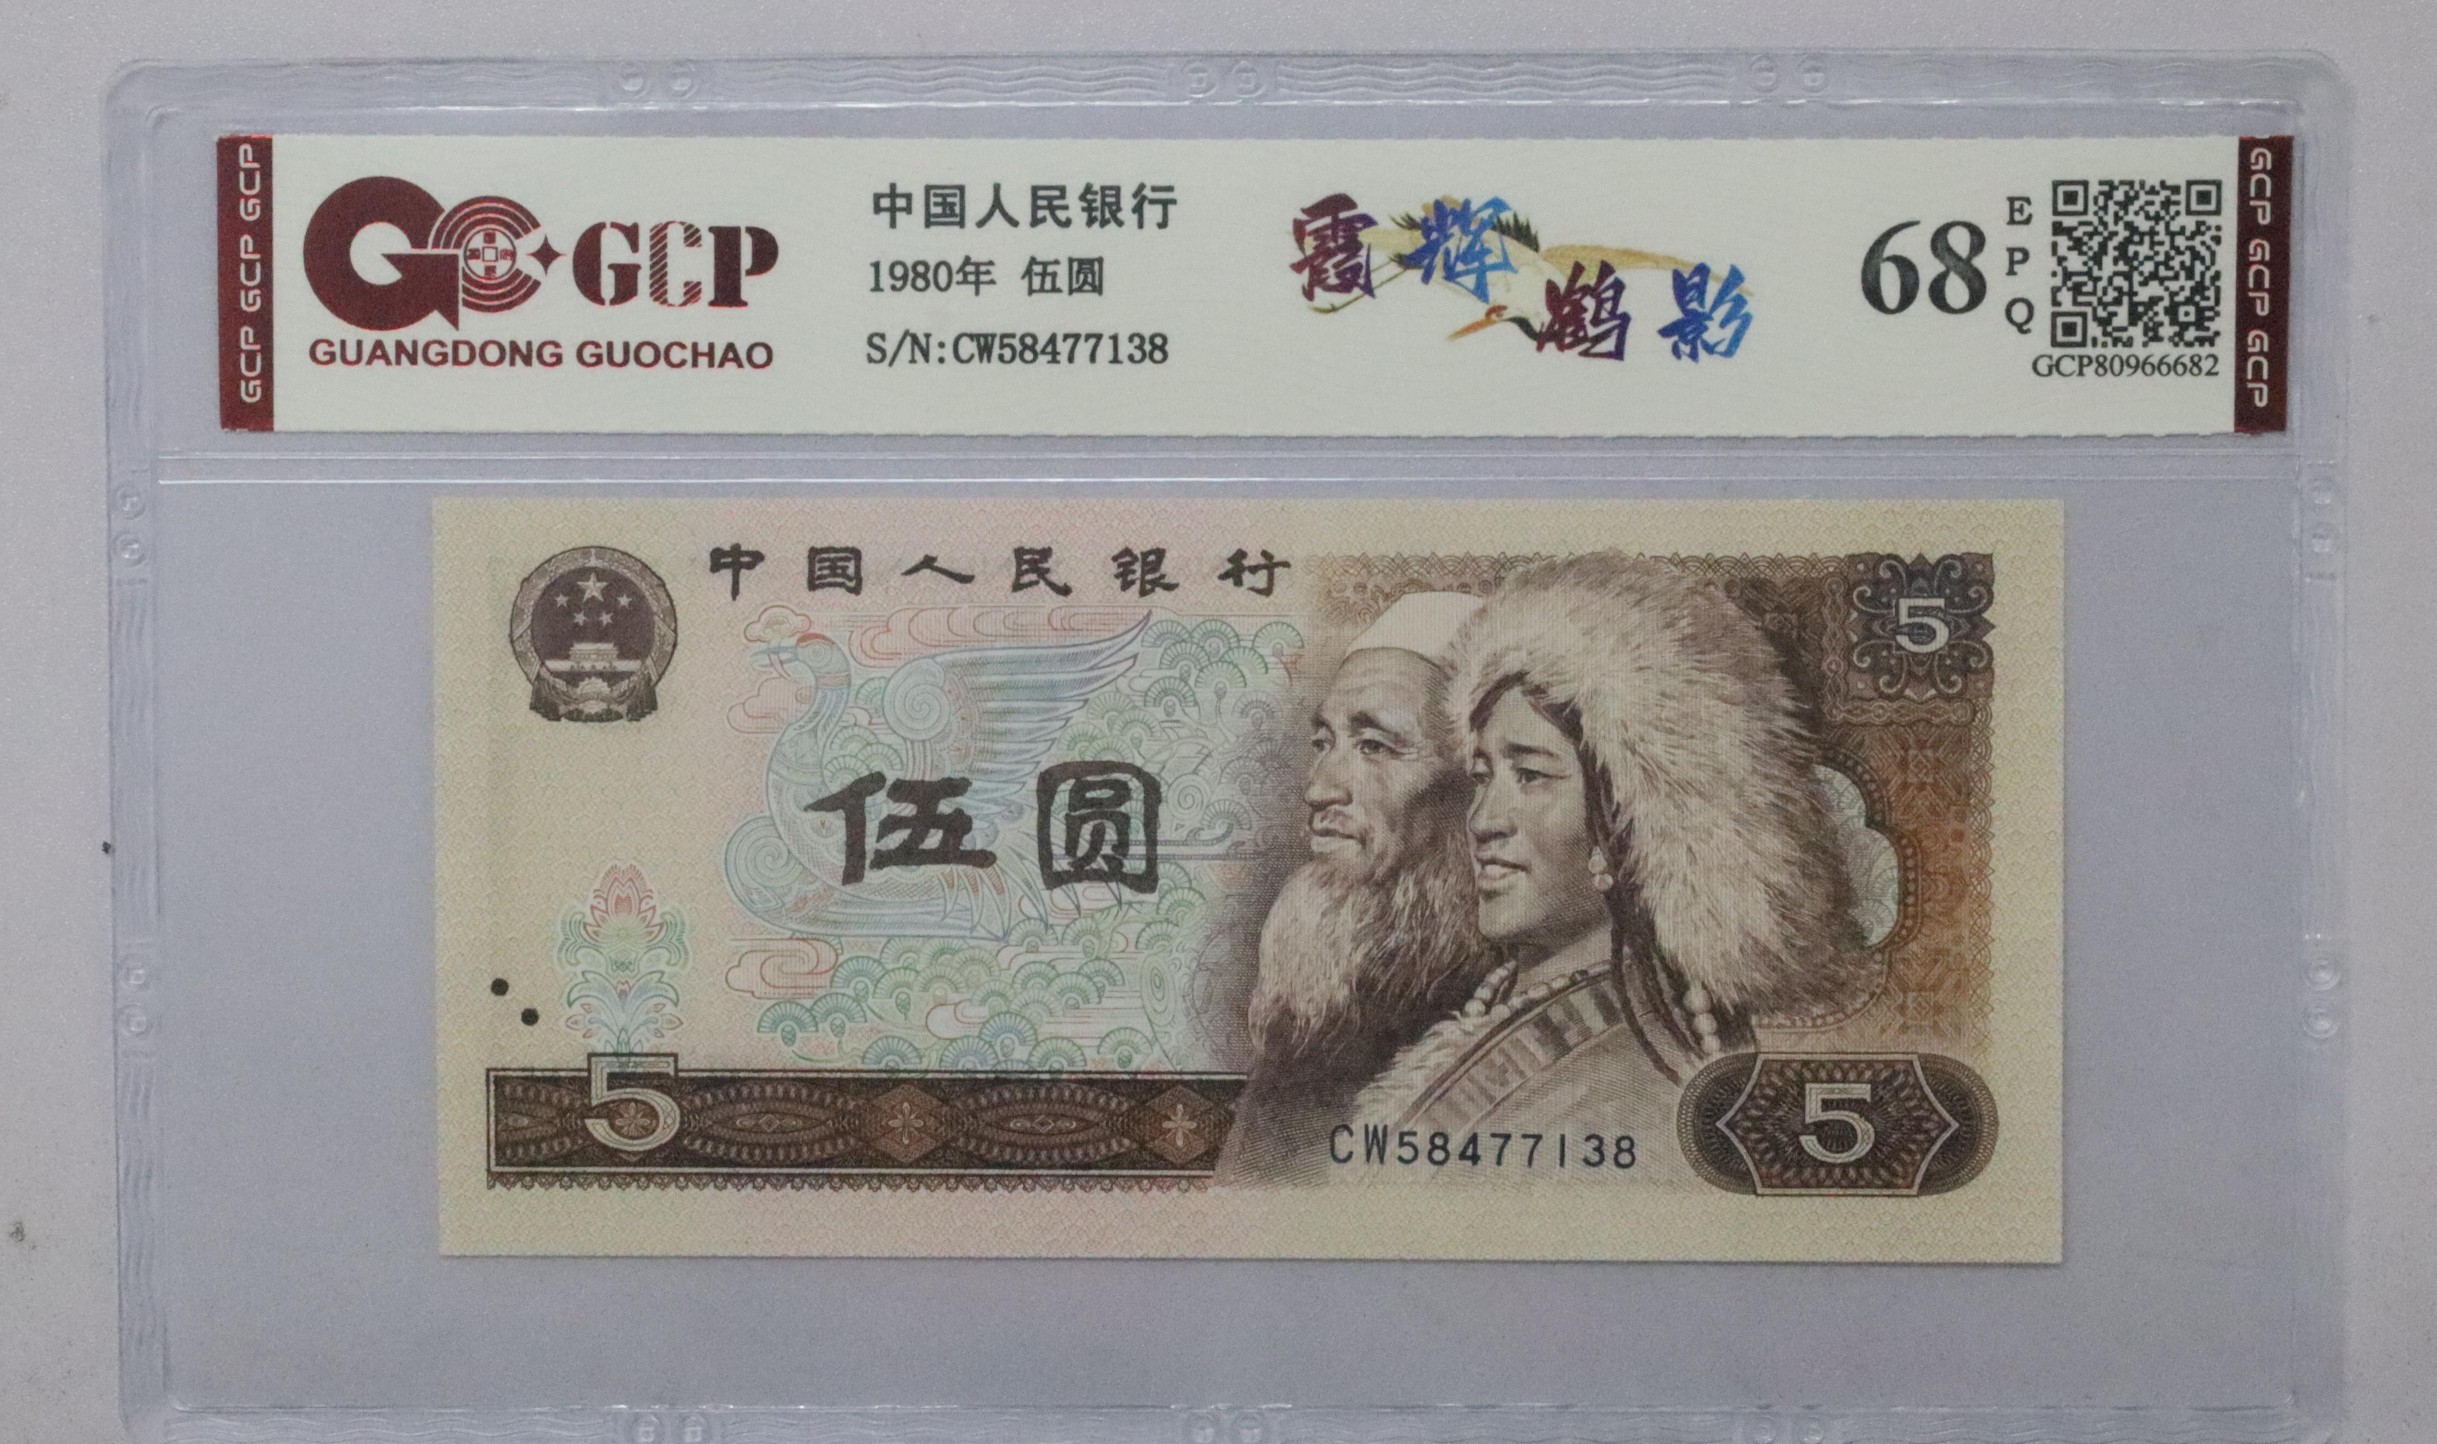 GCP GCP GCP
GCP
GUANGDONG GUOCHAO
中国人民银行
1980年 伍圆
S/N:CW58477138
霞辉鹤影
68
EPQ
GCP80966682
GCP GCP GCP
中国人民银行
5
伍圆
5
CW58477138
5